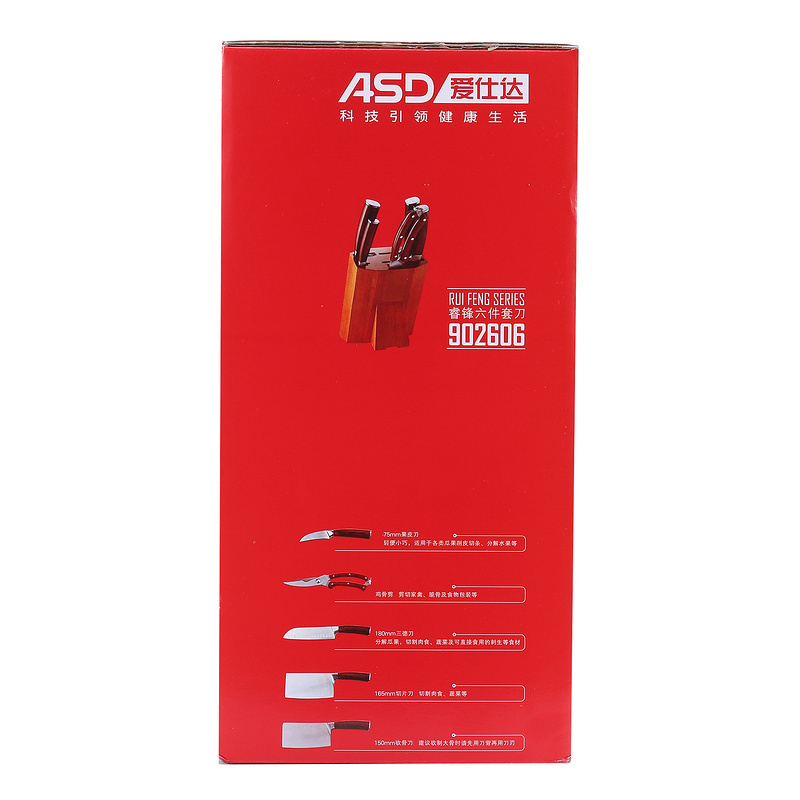 ASD 爱仕达
科技引领健康生活
RUI FENG SERIES
睿锋六件套刀
902606
75mm果皮刀
轻便小巧，适用于各类瓜果削皮切条、分解水果等
鸡骨剪 剪切家禽、脆骨及食物包装等
180mm三德刀
分解瓜果，切割肉食、蔬菜及可直接食用的刺生等食材
165mm切片刀 切割肉食、蔬果等
150mm砍骨刀 建议砍制大骨时请先用刀背再用刀刃